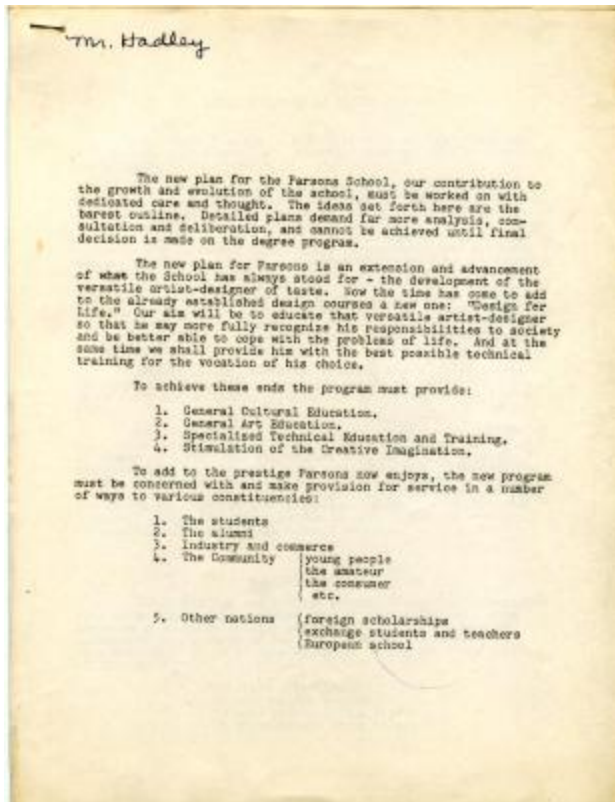 Mr. Hadley
The new plan for the Parsons School, our contribution to
the growth and evolution of the school, must be worked on with
dedicated care and thought. The ideas set forth here are the
barest outline. Detailed plans demand far more analysis, con-
sultation and deliberation, and cannot be achieved until final
decision is made on the degree program.
The new plan for Parsons is an extension and advancement
of what the School has always stood for - the development of the
versatile artist-designer of taste. Now the time has come to add
to the already established design courses a new one: "Design for
Life." Our aim will be to educate that versatile artist-designer
so that he may more fully recognize his responsibilities to society
and be better able to cope with the problems of life. And at the
same time we shall provide him with the best possible technical
training for the vocation of his choice.
To achieve these ends the program must provide:
1. General Cultural Education.
2. General Art Education.
3. Specialized Technical Education and Training.
4. Stimulation of the Creative Imagination.
To add to the prestige Parsons now enjoys, the new program
must be concerned with and make provision for service in a number
of ways to various constituencies:
1. The students
2. The alumni
3. Industry and commerce
4. The Community (young people
(the amateur
(the consumer
( etc.
5. Other nations (foreign scholarships
(exchange students and teachers
(European school